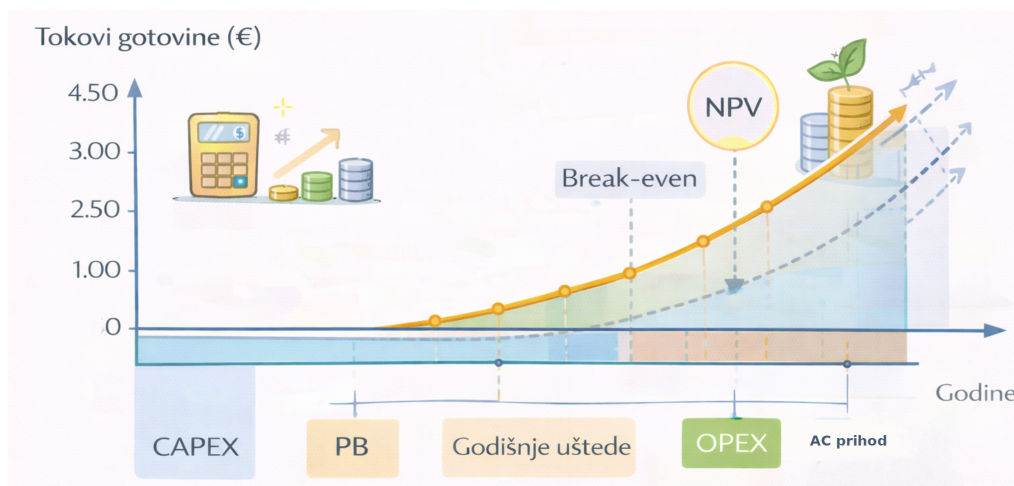 Tokovi gotovine (€)
4.50
3.00
2.50
1.00
0
$
NPV
Break-even
Godine
CAPEX
PB
Godišnje uštede
OPEX
AC prihod